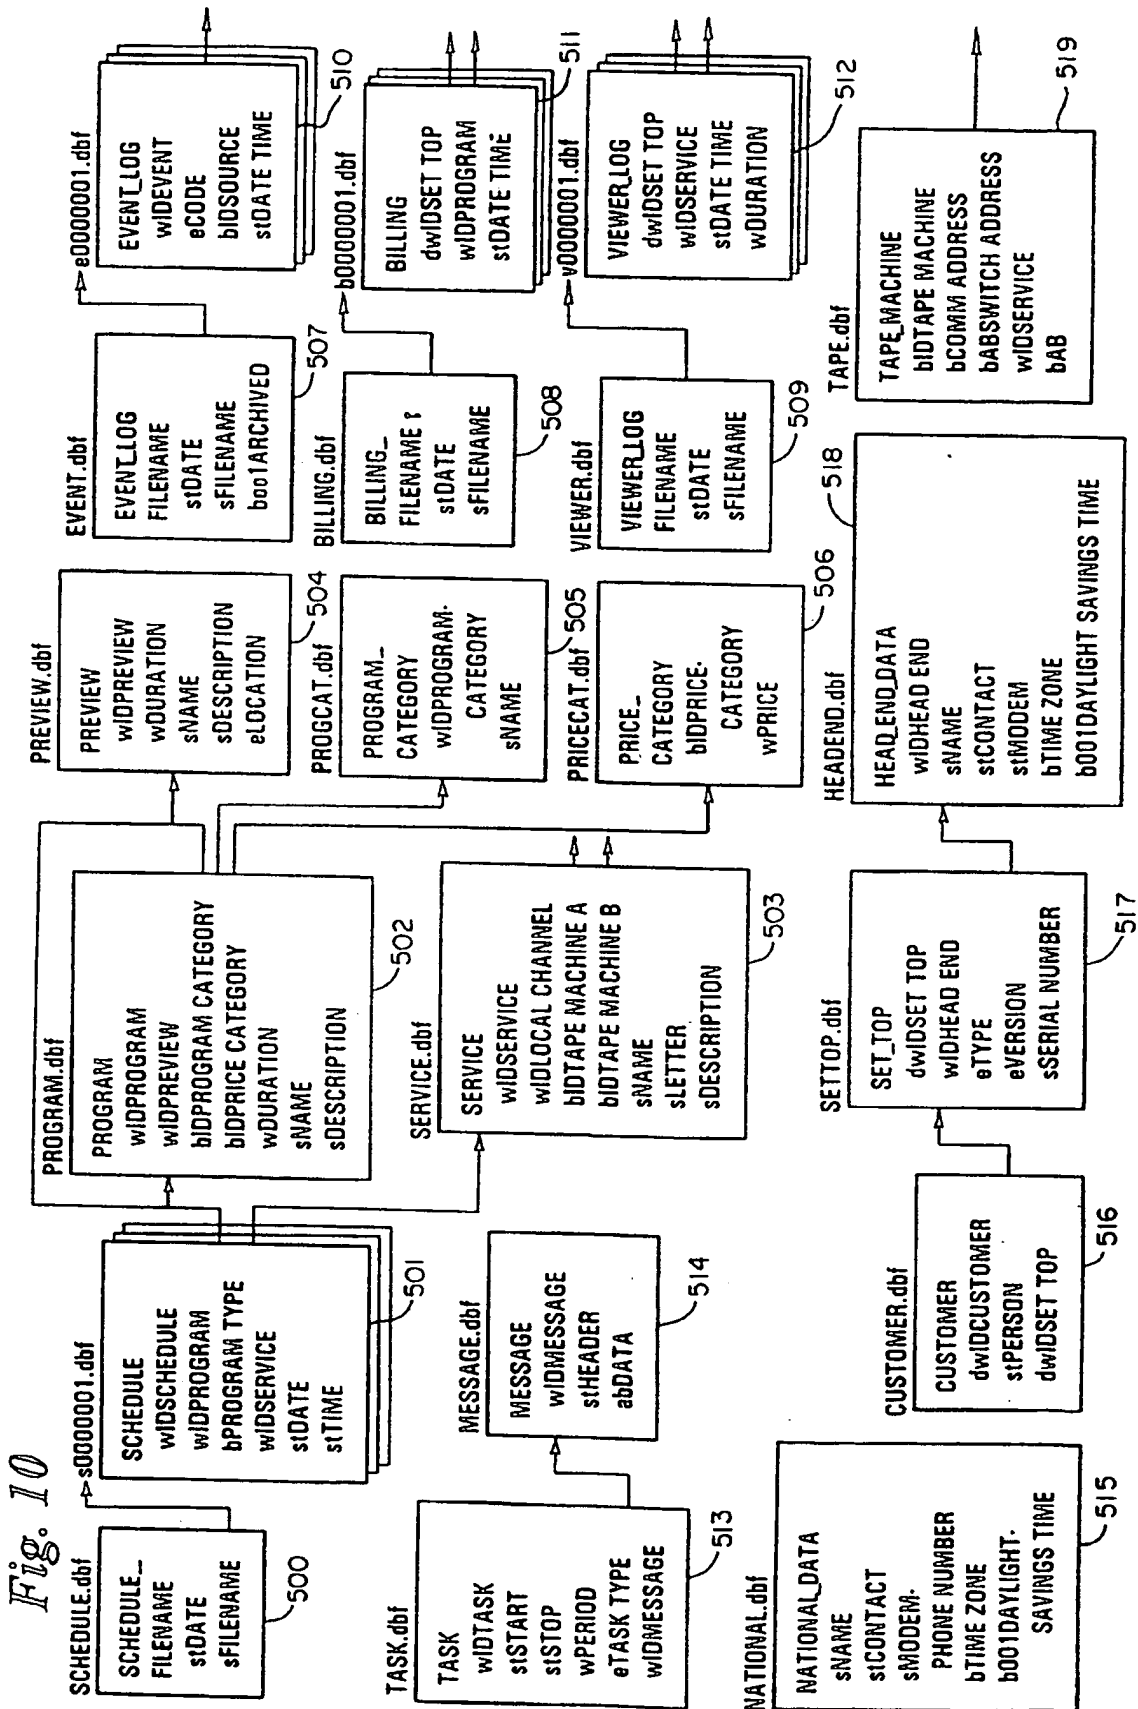 Fig. 10
SCHEDULE.dbf
SCHEDULE_
FILENAME
stDATE
sFILENAME
500
s0000001.dbf
SCHEDULE
wIDSCHEDULE
wIDPROGRAM
bPROGRAM TYPE
wIDSERVICE
stDATE
stTIME
501
PROGRAM.dbf
PROGRAM
wIDPROGRAM
wIDPREVIEW
bIDPROGRAM CATEGORY
bIDPRICE CATEGORY
wDURATION
sNAME
sDESCRIPTION
502
SERVICE.dbf
SERVICE
wIDSERVICE
wIDLOCAL CHANNEL
bIDTAPE MACHINE A
bIDTAPE MACHINE B
sNAME
sLETTER
sDESCRIPTION
503
PREVIEW.dbf
PREVIEW
wIDPREVIEW
wDURATION
sNAME
sDESCRIPTION
eLOCATION
504
PROGCAT.dbf
PROGRAM_
CATEGORY
wIDPROGRAM-
CATEGORY
sNAME
505
PRICECAT.dbf
PRICE_
CATEGORY
bIDPRICE-
CATEGORY
wPRICE
506
EVENT.dbf
EVENT_LOG
FILENAME
stDATE
sFILENAME
boo1ARCHIVED
507
BILLING.dbf
BILLING_
FILENAME
stDATE
sFILENAME
508
VIEWER.dbf
VIEWER_LOG
FILENAME
stDATE
sFILENAME
509
e0000001.dbf
EVENT_LOG
wIDEVENT
eCODE
bIDSOURCE
stDATE TIME
510
b0000001.dbf
BILLING
dwIDSET TOP
wIDPROGRAM
stDATE TIME
511
v0000001.dbf
VIEWER_LOG
dwIDSET TOP
wIDSERVICE
stDATE TIME
wDURATION
512
TASK.dbf
TASK
wIDTASK
stSTART
stSTOP
wPERIOD
eTASK TYPE
wIDMESSAGE
513
MESSAGE.dbf
MESSAGE
wIDMESSAGE
stHEADER
abDATA
514
NATIONAL.dbf
NATIONAL_DATA
sNAME
stCONTACT
sMODEM-
PHONE NUMBER
bTIME ZONE
b001DAYLIGHT-
SAVINGS TIME
515
CUSTOMER.dbf
CUSTOMER
dwIDCUSTOMER
stPERSON
dwIDSET TOP
516
SETTOP.dbf
SET_TOP
dwIDSET TOP
wIDHEAD END
eTYPE
eVERSION
sSERIAL NUMBER
517
HEADEND.dbf
HEAD_END_DATA
wIDHEAD END
sNAME
stCONTACT
stMODEM
bTIME ZONE
b001DAYLIGHT SAVINGS TIME
518
TAPE.dbf
TAPE_MACHINE
bIDTAPE MACHINE
bCOMM ADDRESS
bABSWITCH ADDRESS
wIDSERVICE
bAB
519